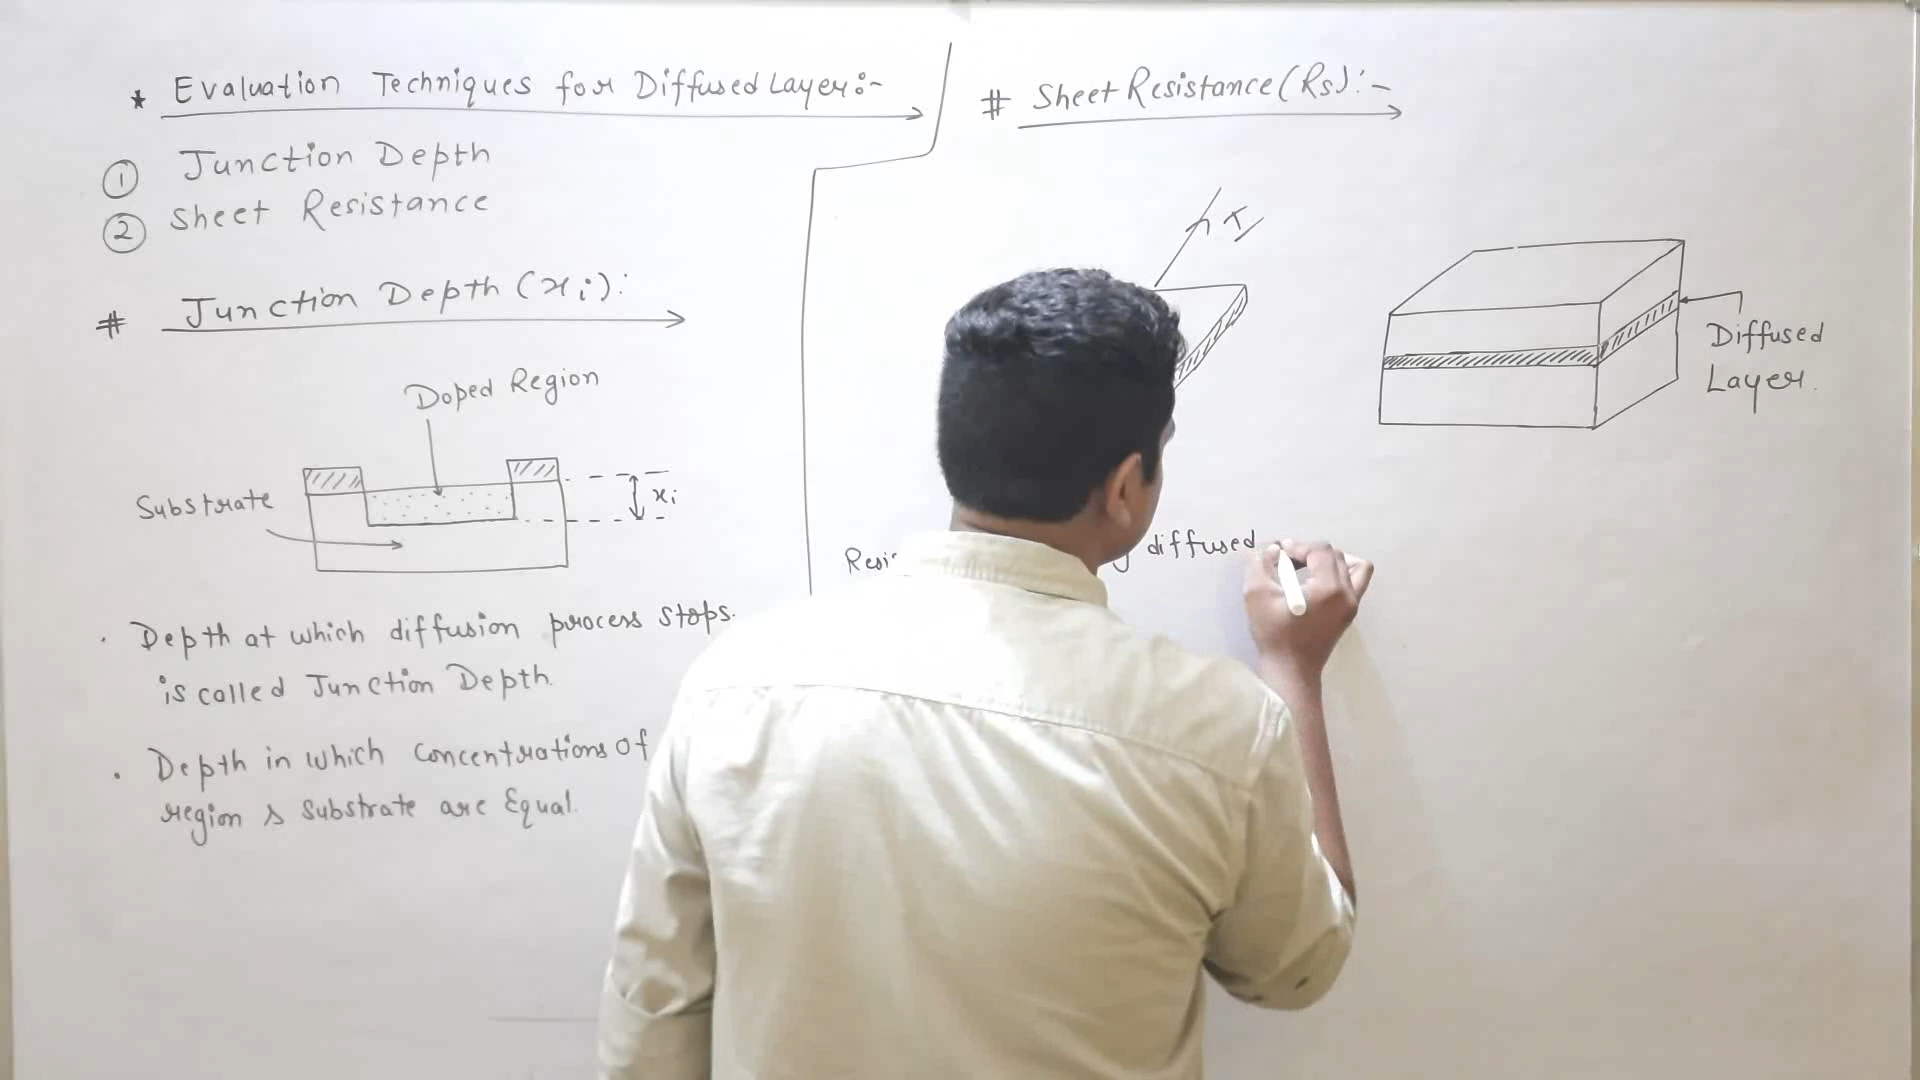 * Evaluation Techniques for Diffused Layer:-
① Junction Depth
② Sheet Resistance
# Junction Depth (xi):
Doped Region
Substrate
xi
· Depth at which diffusion process stops.
is called Junction Depth.
· Depth in which concentrations of
region & substrate are Equal.
# Sheet Resistance (Rs):-
I
Diffused
Layer.
diffused